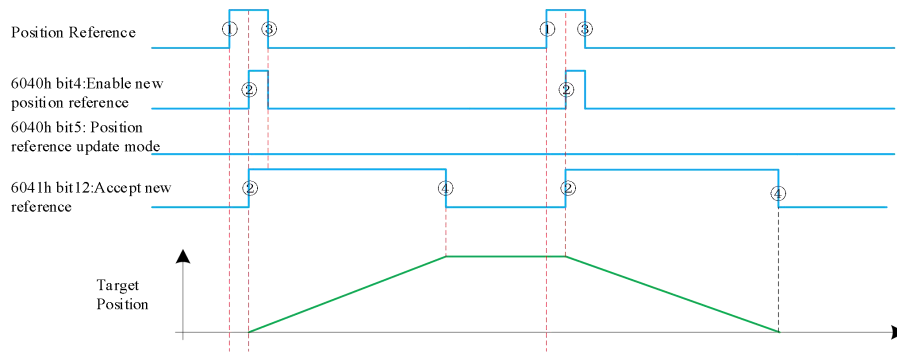 ① ③ ① ③
Position Reference
6040h bit4:Enable new
position reference
② ②
6040h bit5: Position
reference update mode
6041h bit12:Accept new
reference
② ④ ② ④
Target
Position